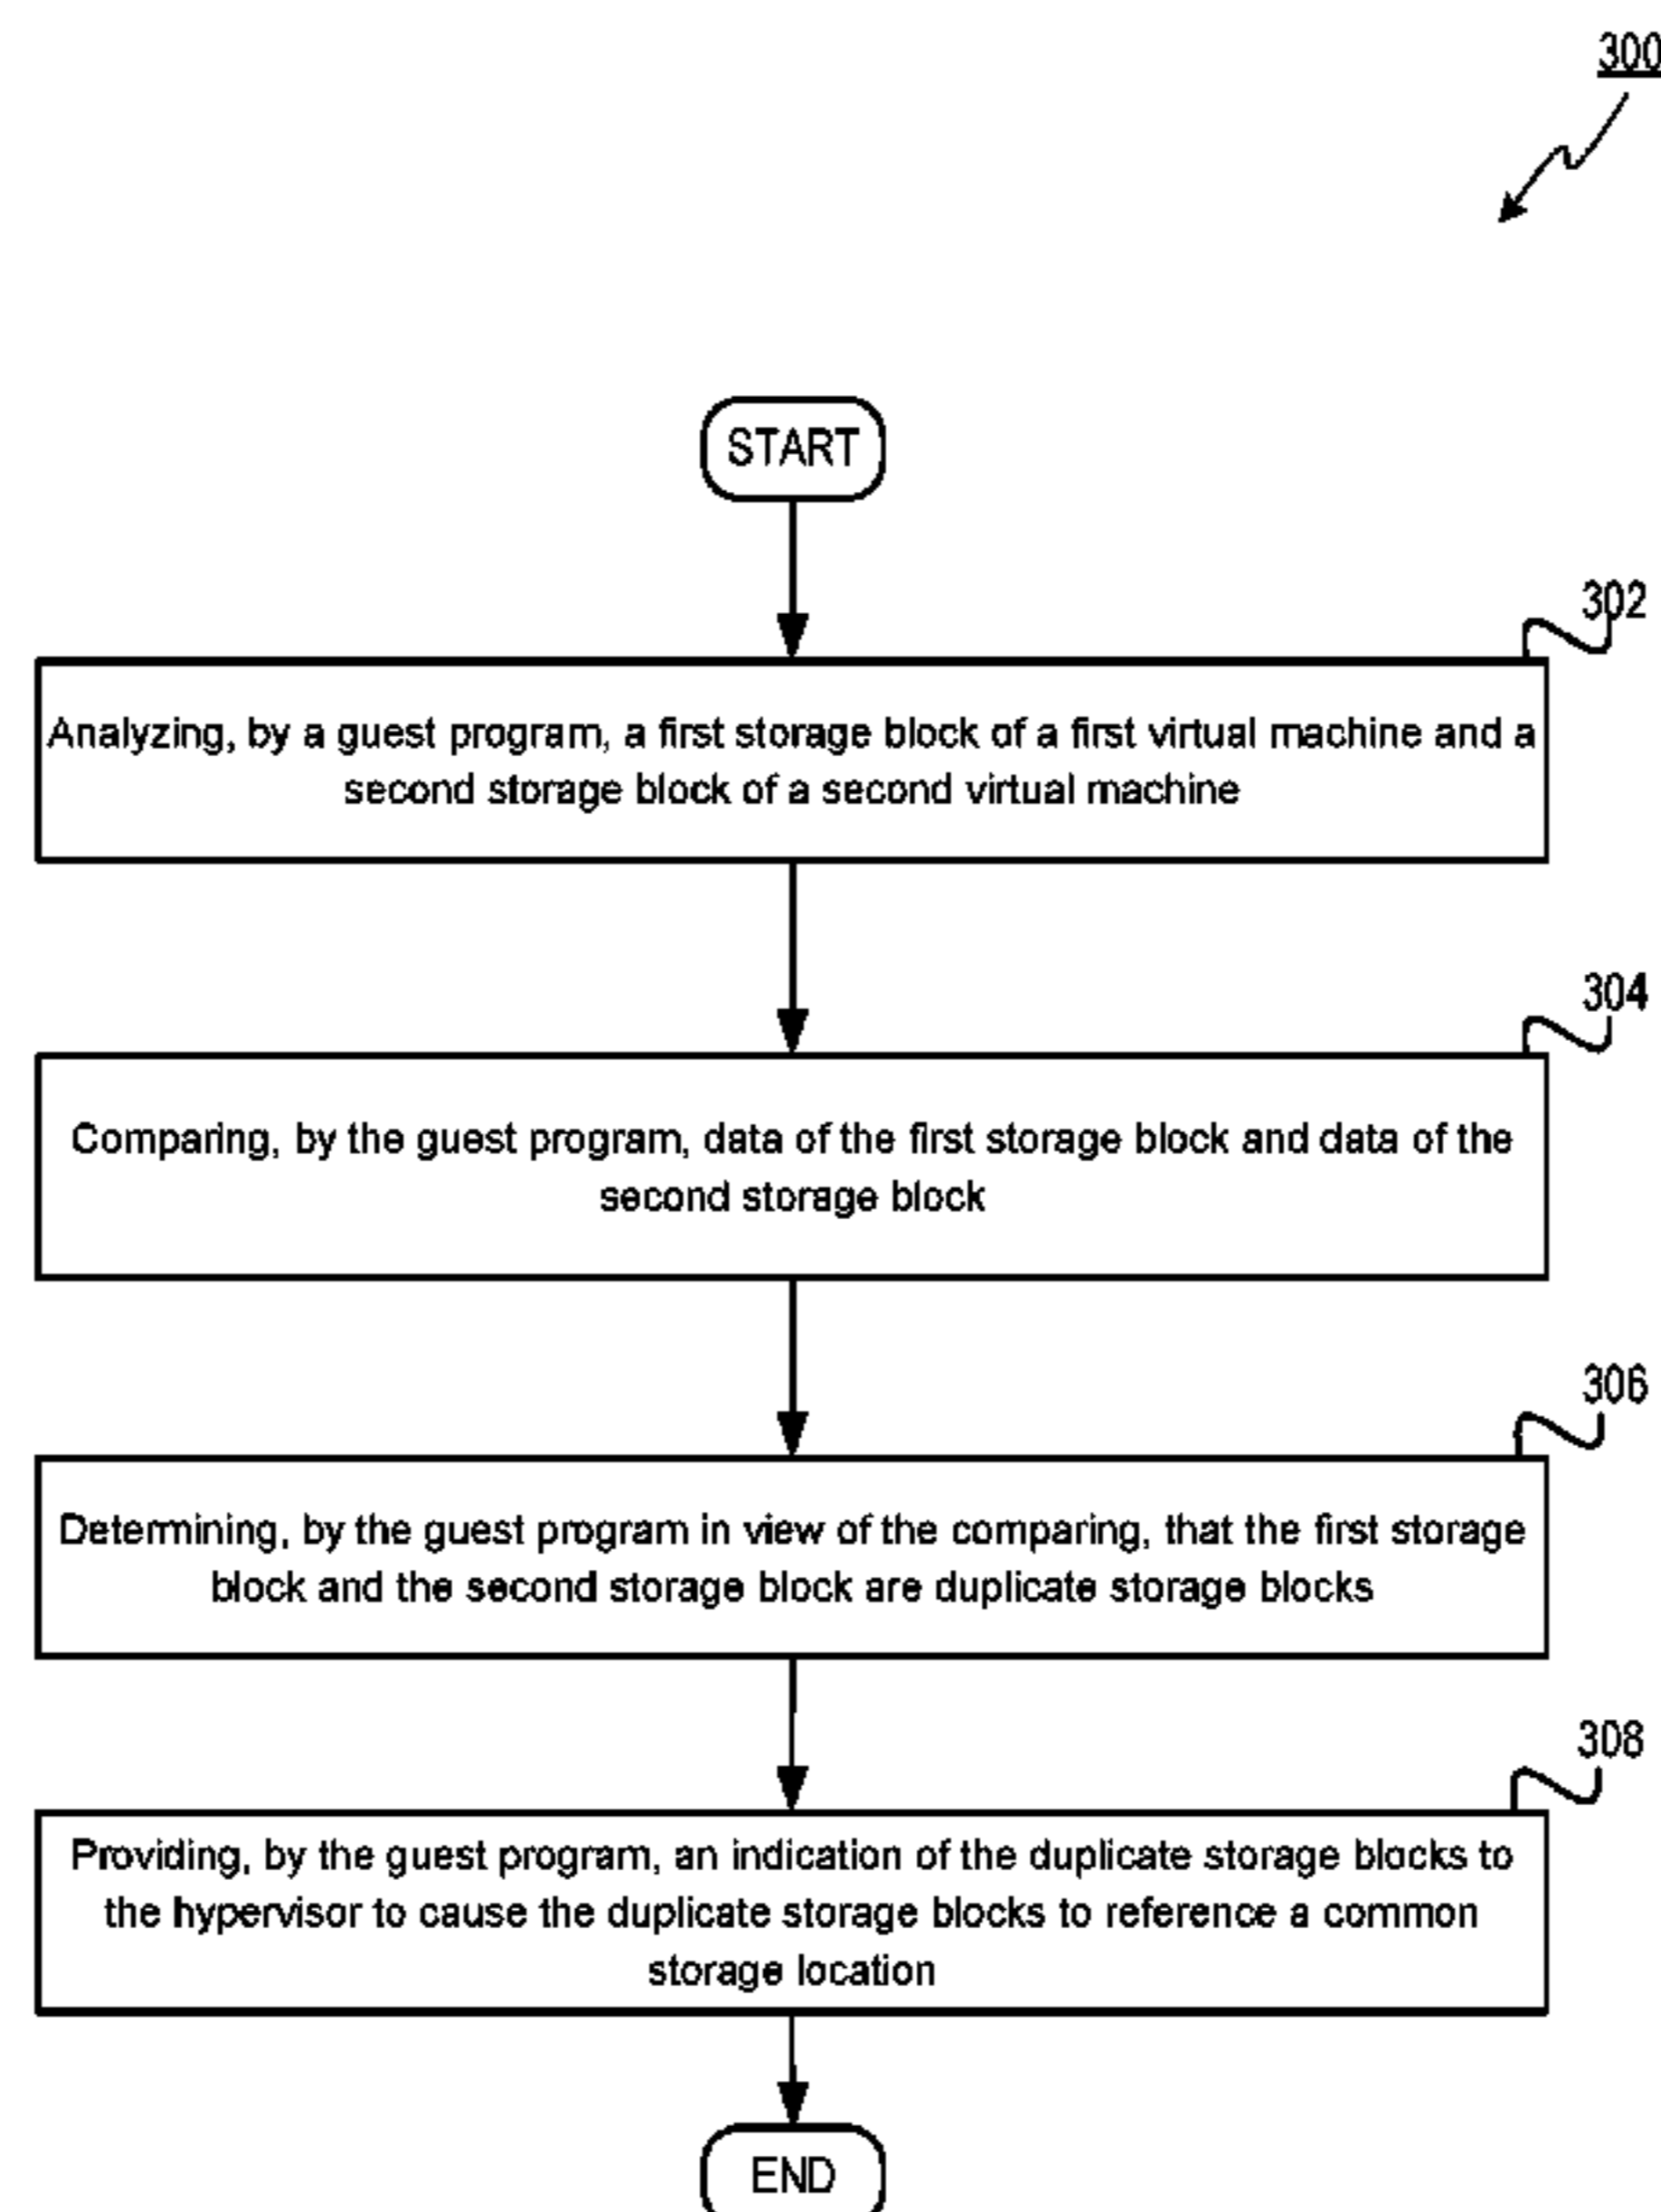 300
START
302
Analyzing, by a guest program, a first storage block of a first virtual machine and a
second storage block of a second virtual machine
304
Comparing, by the guest program, data of the first storage block and data of the
second storage block
306
Determining, by the guest program in view of the comparing, that the first storage
block and the second storage block are duplicate storage blocks
308
Providing, by the guest program, an indication of the duplicate storage blocks to
the hypervisor to cause the duplicate storage blocks to reference a common
storage location
END